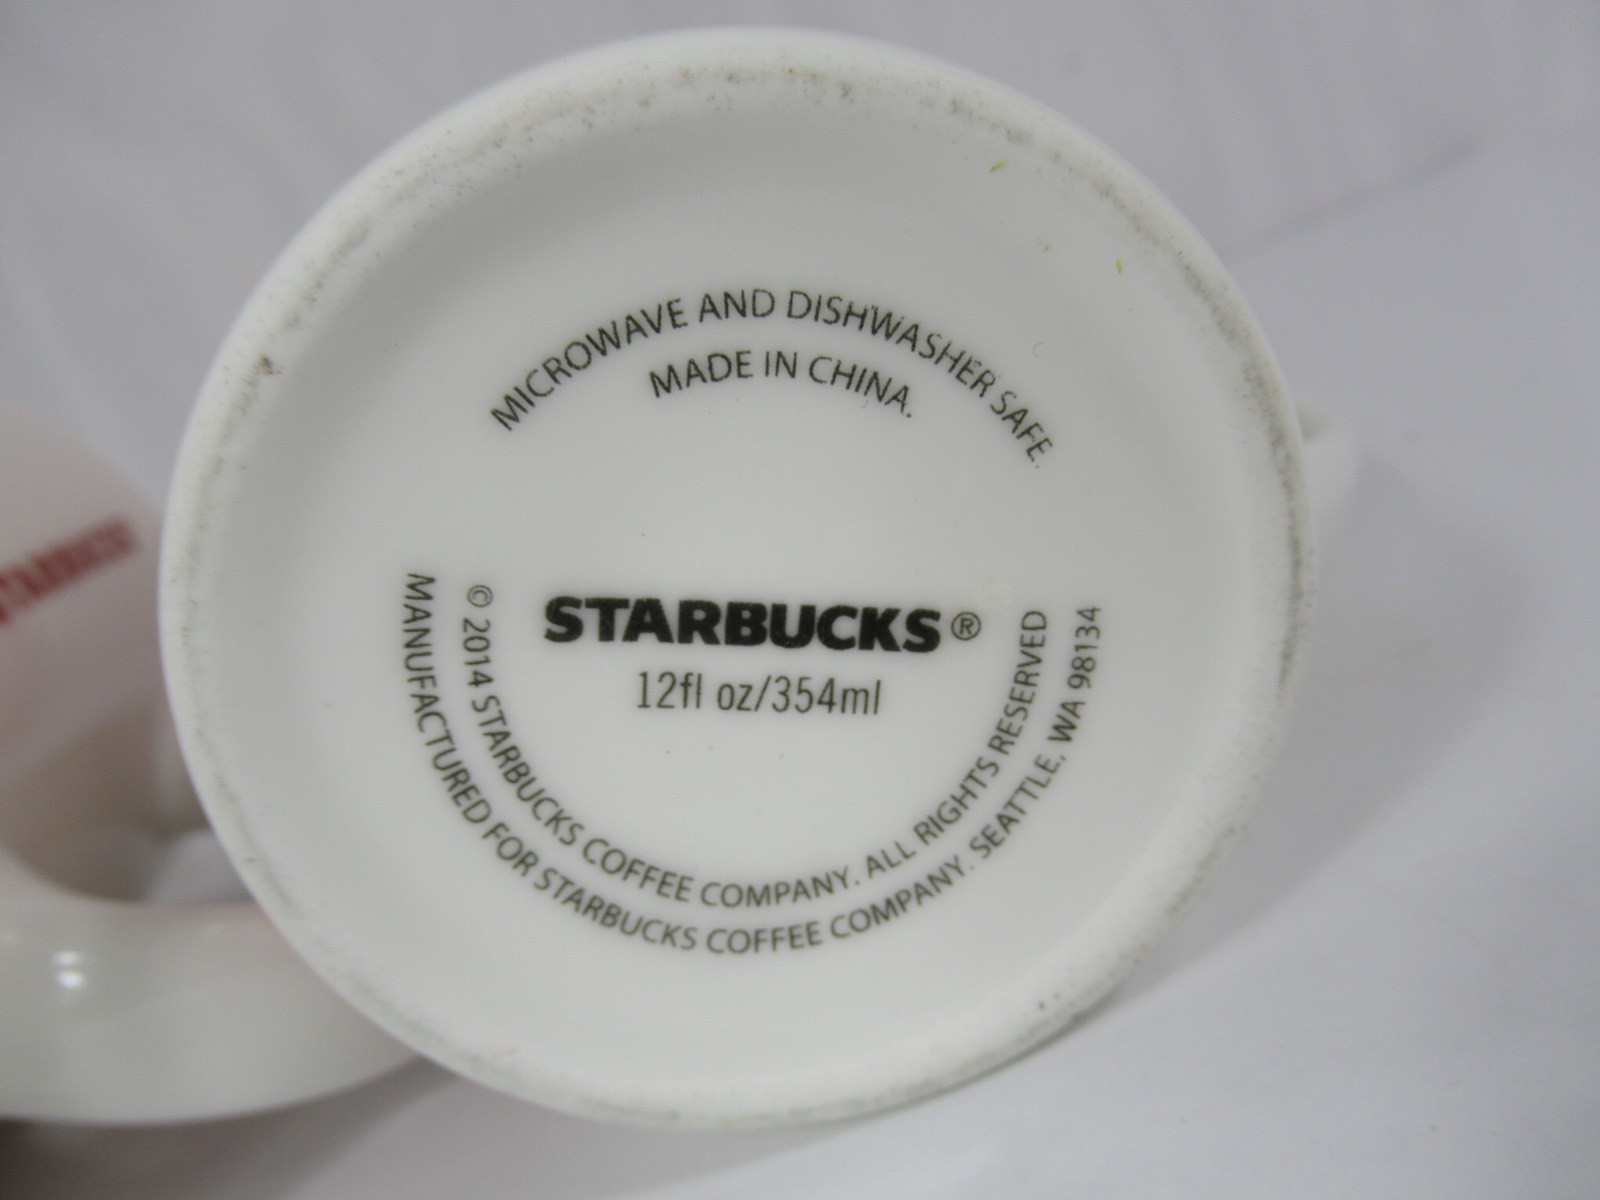 MICROWAVE AND DISHWASHER SAFE.
MADE IN CHINA.
STARBUCKS®
12fl oz/354ml
© 2014 STARBUCKS COFFEE COMPANY. ALL RIGHTS RESERVED
MANUFACTURED FOR STARBUCKS COFFEE COMPANY. SEATTLE, WA 98134
STARBUCKS